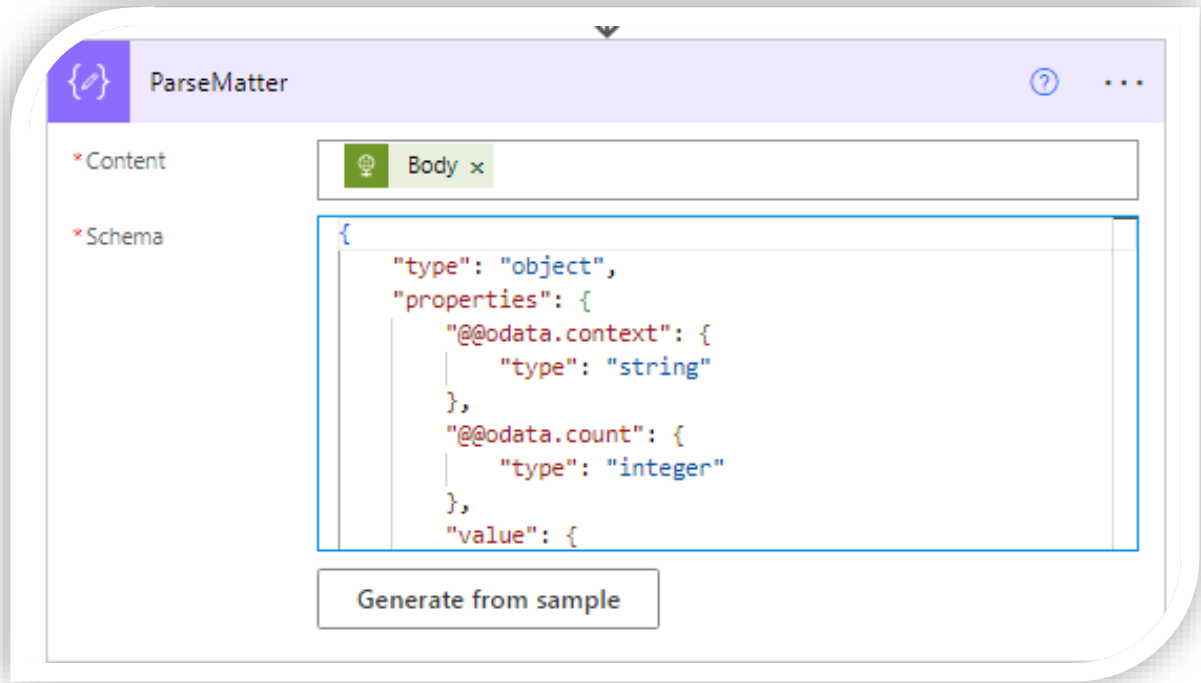 ParseMatter
*Content
Body ×
*Schema
{
"type": "object",
"properties": {
"@@odata.context": {
"type": "string"
},
"@@odata.count": {
"type": "integer"
},
"value": {
Generate from sample